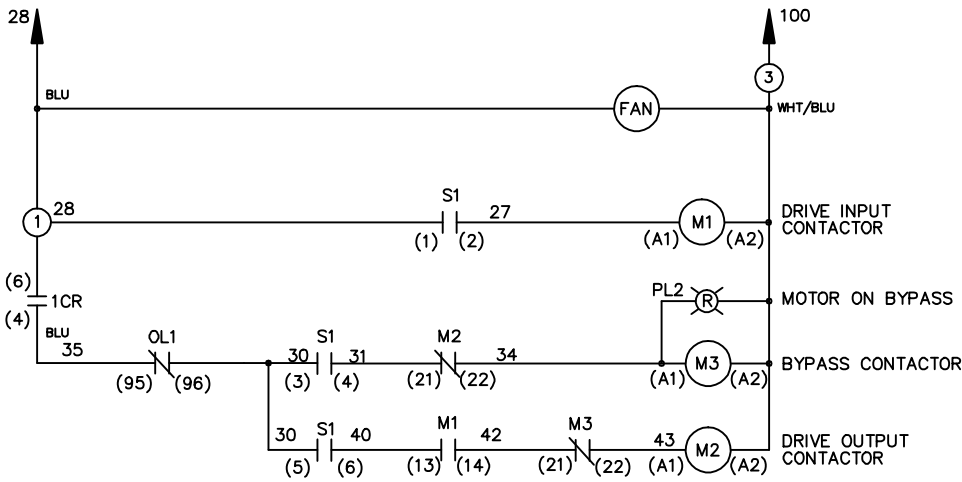 28
100
3
BLU
FAN
WHT/BLU
S1
1
28
27
M1
DRIVE INPUT
CONTACTOR
(1)
(2)
(A1)
(A2)
(6)
1CR
(4)
PL2
R
MOTOR ON BYPASS
BLU
35
OL1
30
S1
31
M2
34
M3
BYPASS CONTACTOR
(95)
(96)
(3)
(4)
(21)
(22)
(A1)
(A2)
30
S1
40
M1
42
M3
43
M2
DRIVE OUTPUT
CONTACTOR
(5)
(6)
(13)
(14)
(21)
(22)
(A1)
(A2)